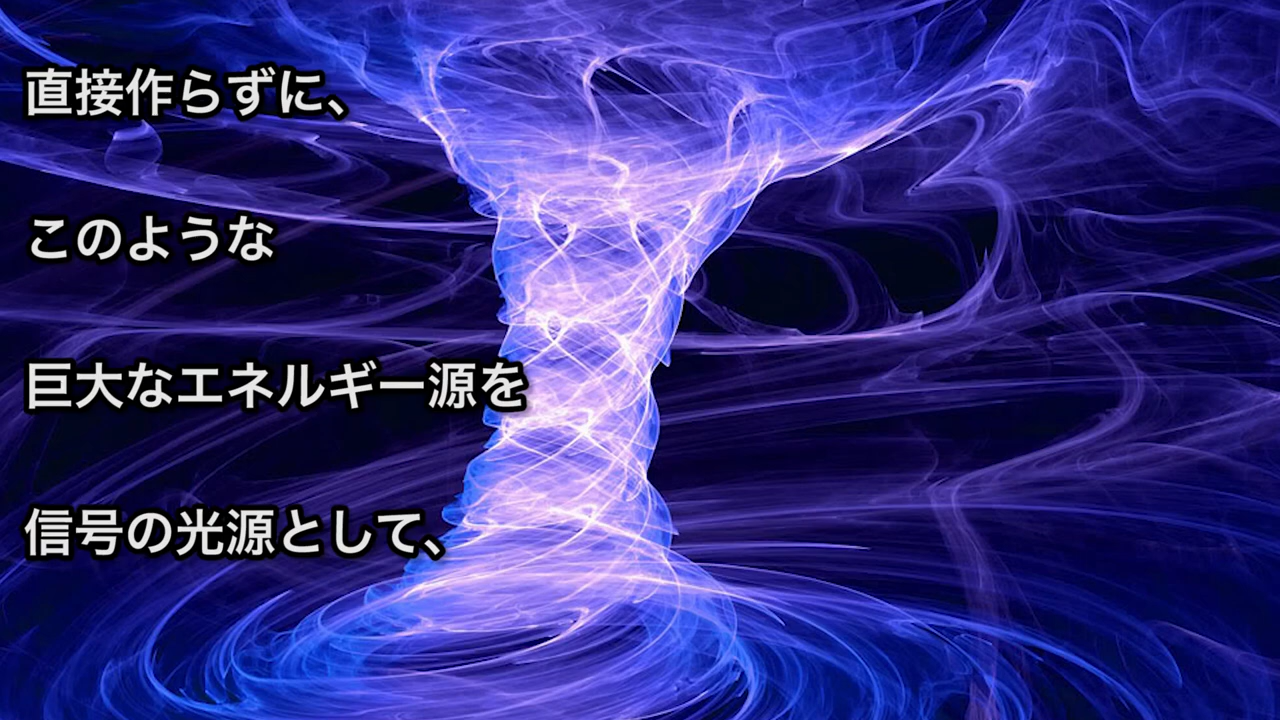 直接作らずに、
このような
巨大なエネルギー源を
信号の光源として、